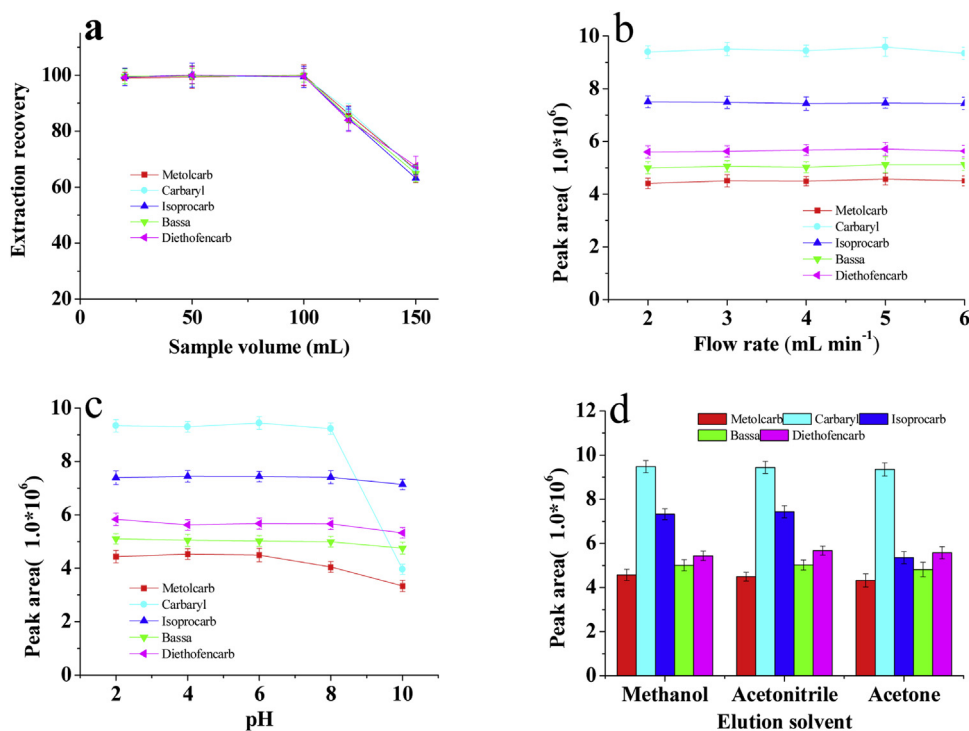 a
Extraction recovery
120
100
80
60
40
20
Metolcarb
Carbaryl
Isoprocarb
Bassa
Diethofencarb
0
50
100
150
Sample volume (mL)
b
Peak area( 1.0*10⁶)
10
8
6
4
2
0
Metolcarb
Carbaryl
Isoprocarb
Bassa
Diethofencarb
2
3
4
5
6
Flow rate (mL min⁻¹)
c
Peak area( 1.0*10⁶)
10
8
6
4
2
0
Metolcarb
Carbaryl
Isoprocarb
Bassa
Diethofencarb
2
4
6
8
10
pH
d
Peak area( 1.0*10⁶)
12
10
8
6
4
2
0
Metolcarb Carbaryl Isoprocarb
Bassa Diethofencarb
Methanol Acetonitrile Acetone
Elution solvent